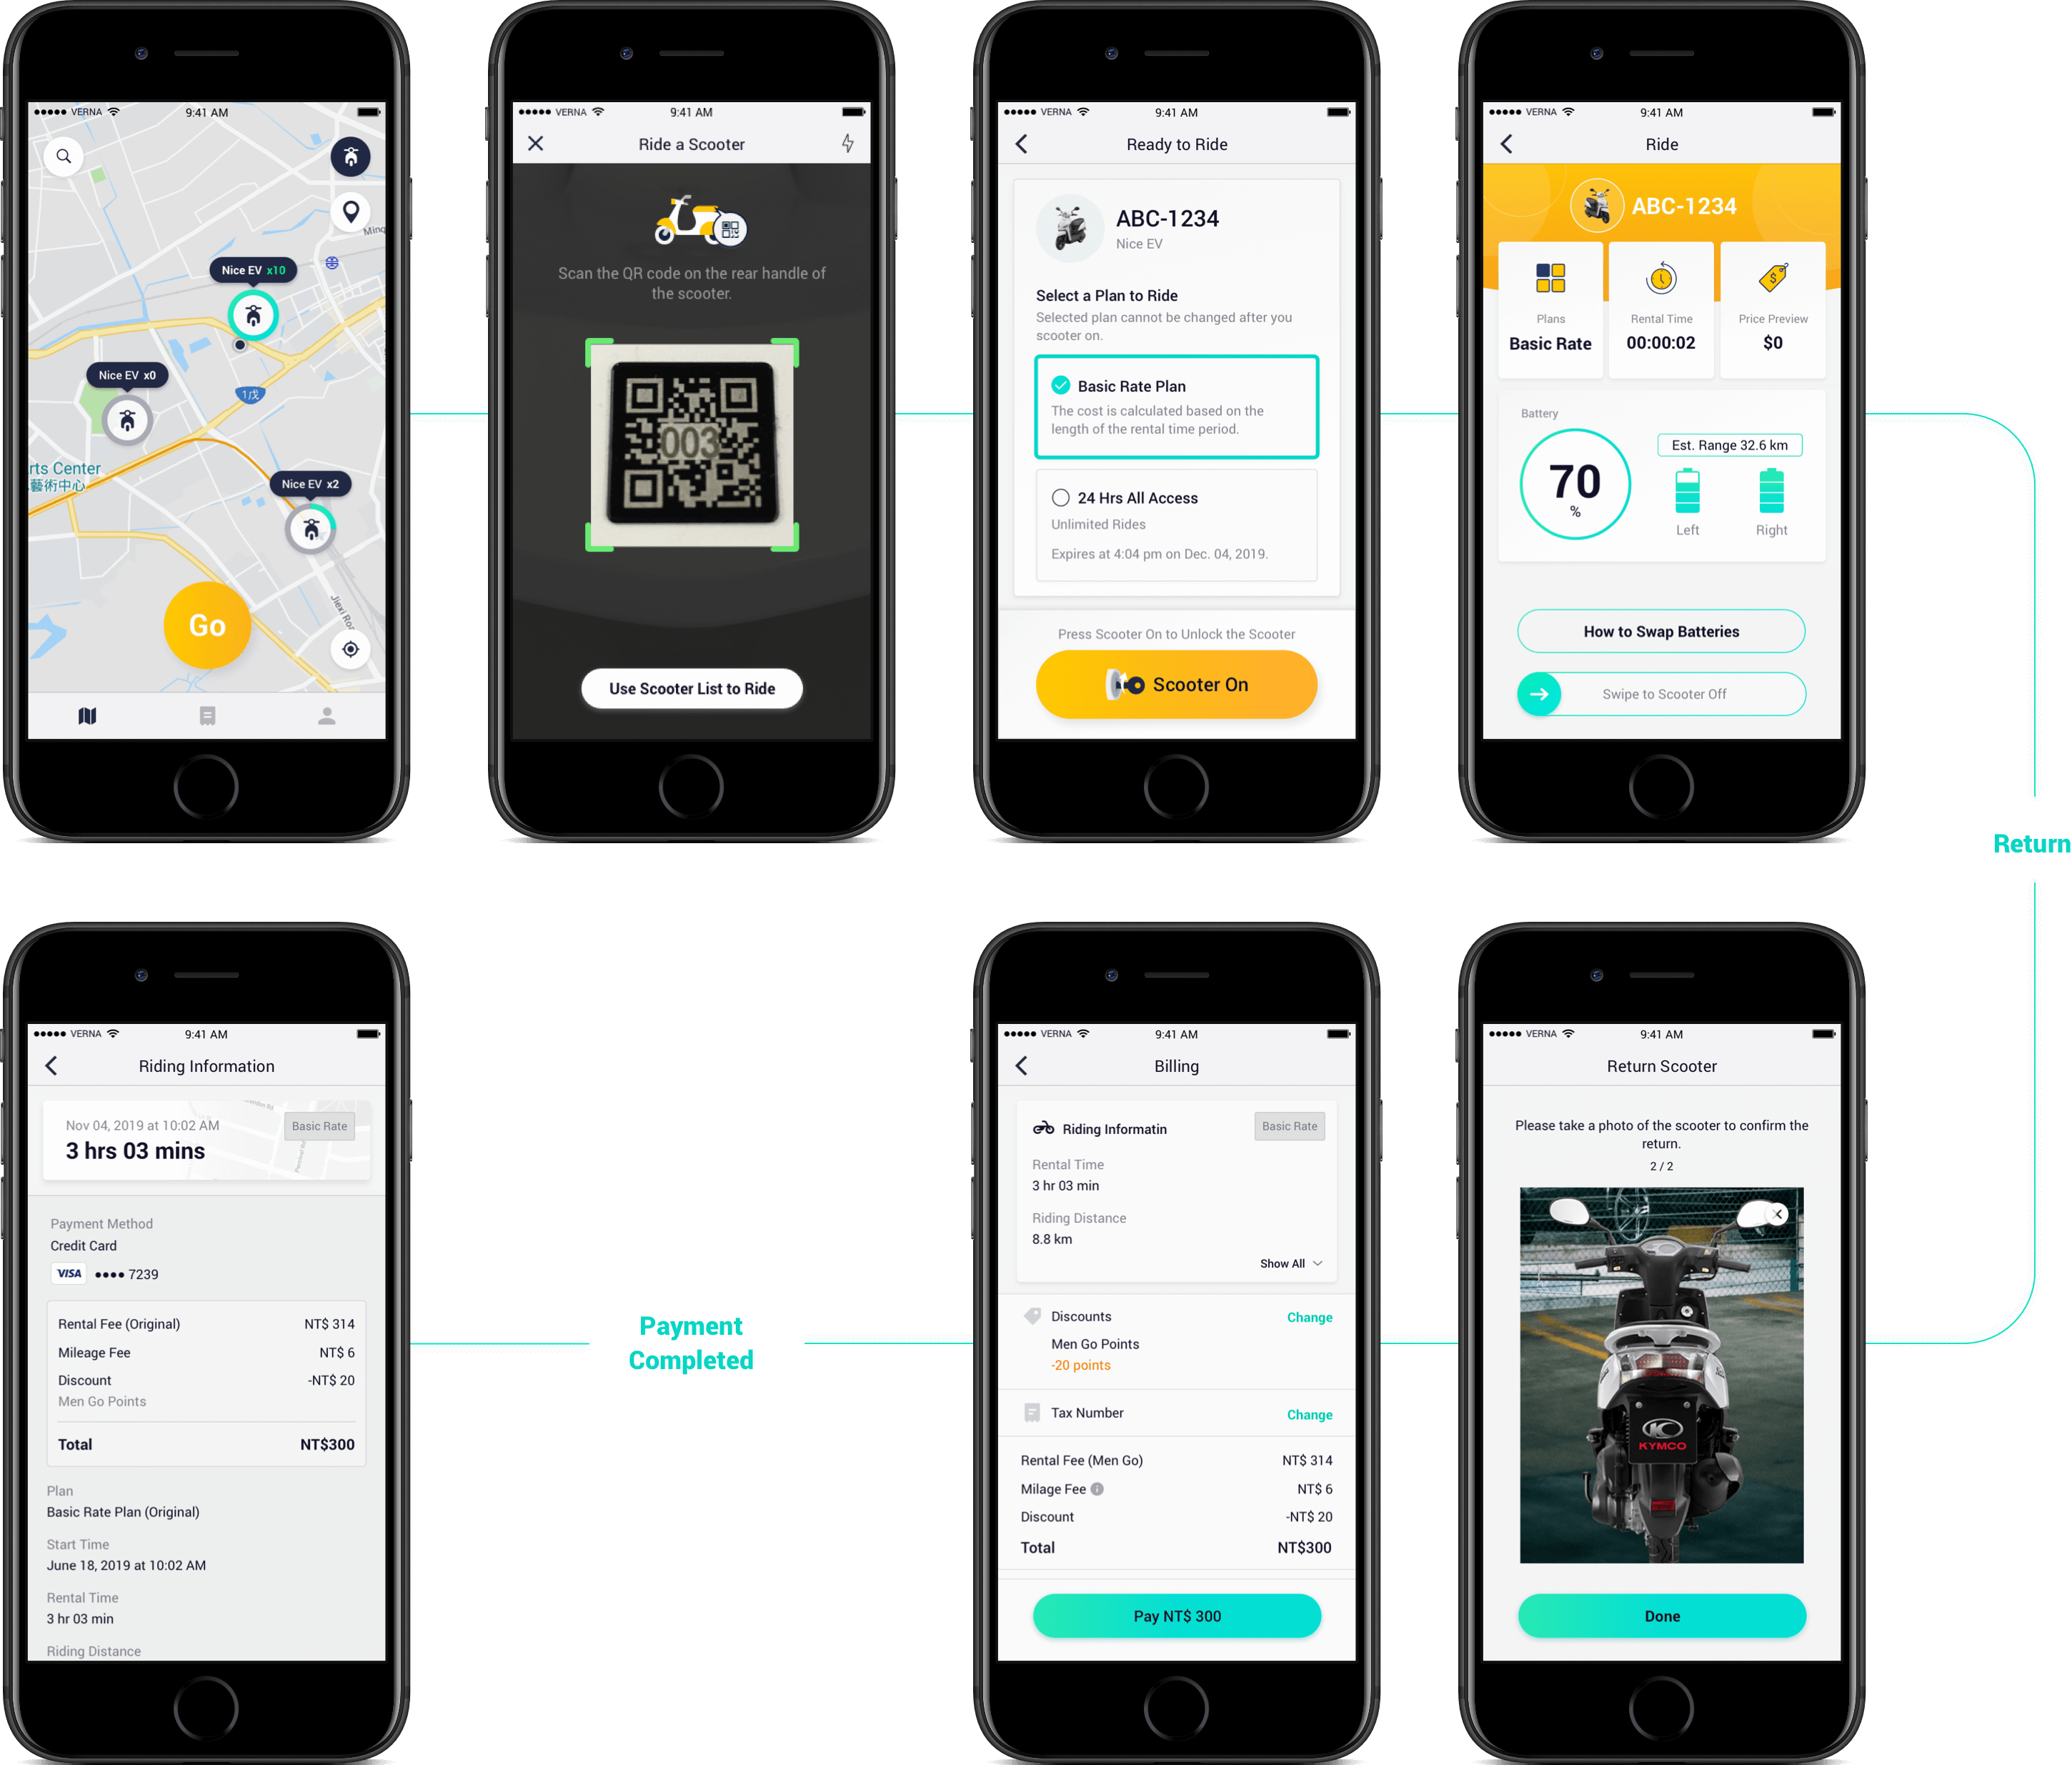 VERNA
9:41 AM
Minq
Nice EV x10
Nice EV x0
1戊
rts Center
藝術中心
Nice EV x2
Jiexi Roa
Go
VERNA
9:41 AM
Ride a Scooter
Scan the QR code on the rear handle of
the scooter.
003
Use Scooter List to Ride
VERNA
9:41 AM
Ready to Ride
ABC-1234
Nice EV
Select a Plan to Ride
Selected plan cannot be changed after you
scooter on.
Basic Rate Plan
The cost is calculated based on the
length of the rental time period.
24 Hrs All Access
Unlimited Rides
Expires at 4:04 pm on Dec. 04, 2019.
Press Scooter On to Unlock the Scooter
Scooter On
VERNA
9:41 AM
Ride
ABC-1234
Plans
Basic Rate
Rental Time
00:00:02
Price Preview
$0
Battery
70
%
Est. Range 32.6 km
Left
Right
How to Swap Batteries
Swipe to Scooter Off
Return
VERNA
9:41 AM
Return Scooter
Please take a photo of the scooter to confirm the
return.
2 / 2
KYMCO
Done
VERNA
9:41 AM
Billing
Riding Informatin
Basic Rate
Rental Time
3 hr 03 min
Riding Distance
8.8 km
Show All
Discounts
Change
Men Go Points
-20 points
Tax Number
Change
Rental Fee (Men Go) NT$ 314
Milage Fee NT$ 6
Discount -NT$ 20
Total NT$300
Pay NT$ 300
Payment
Completed
VERNA
9:41 AM
Riding Information
Nov 04, 2019 at 10:02 AM
Basic Rate
3 hrs 03 mins
Payment Method
Credit Card
VISA •••• 7239
Rental Fee (Original) NT$ 314
Mileage Fee NT$ 6
Discount -NT$ 20
Men Go Points
Total NT$300
Plan
Basic Rate Plan (Original)
Start Time
June 18, 2019 at 10:02 AM
Rental Time
3 hr 03 min
Riding Distance